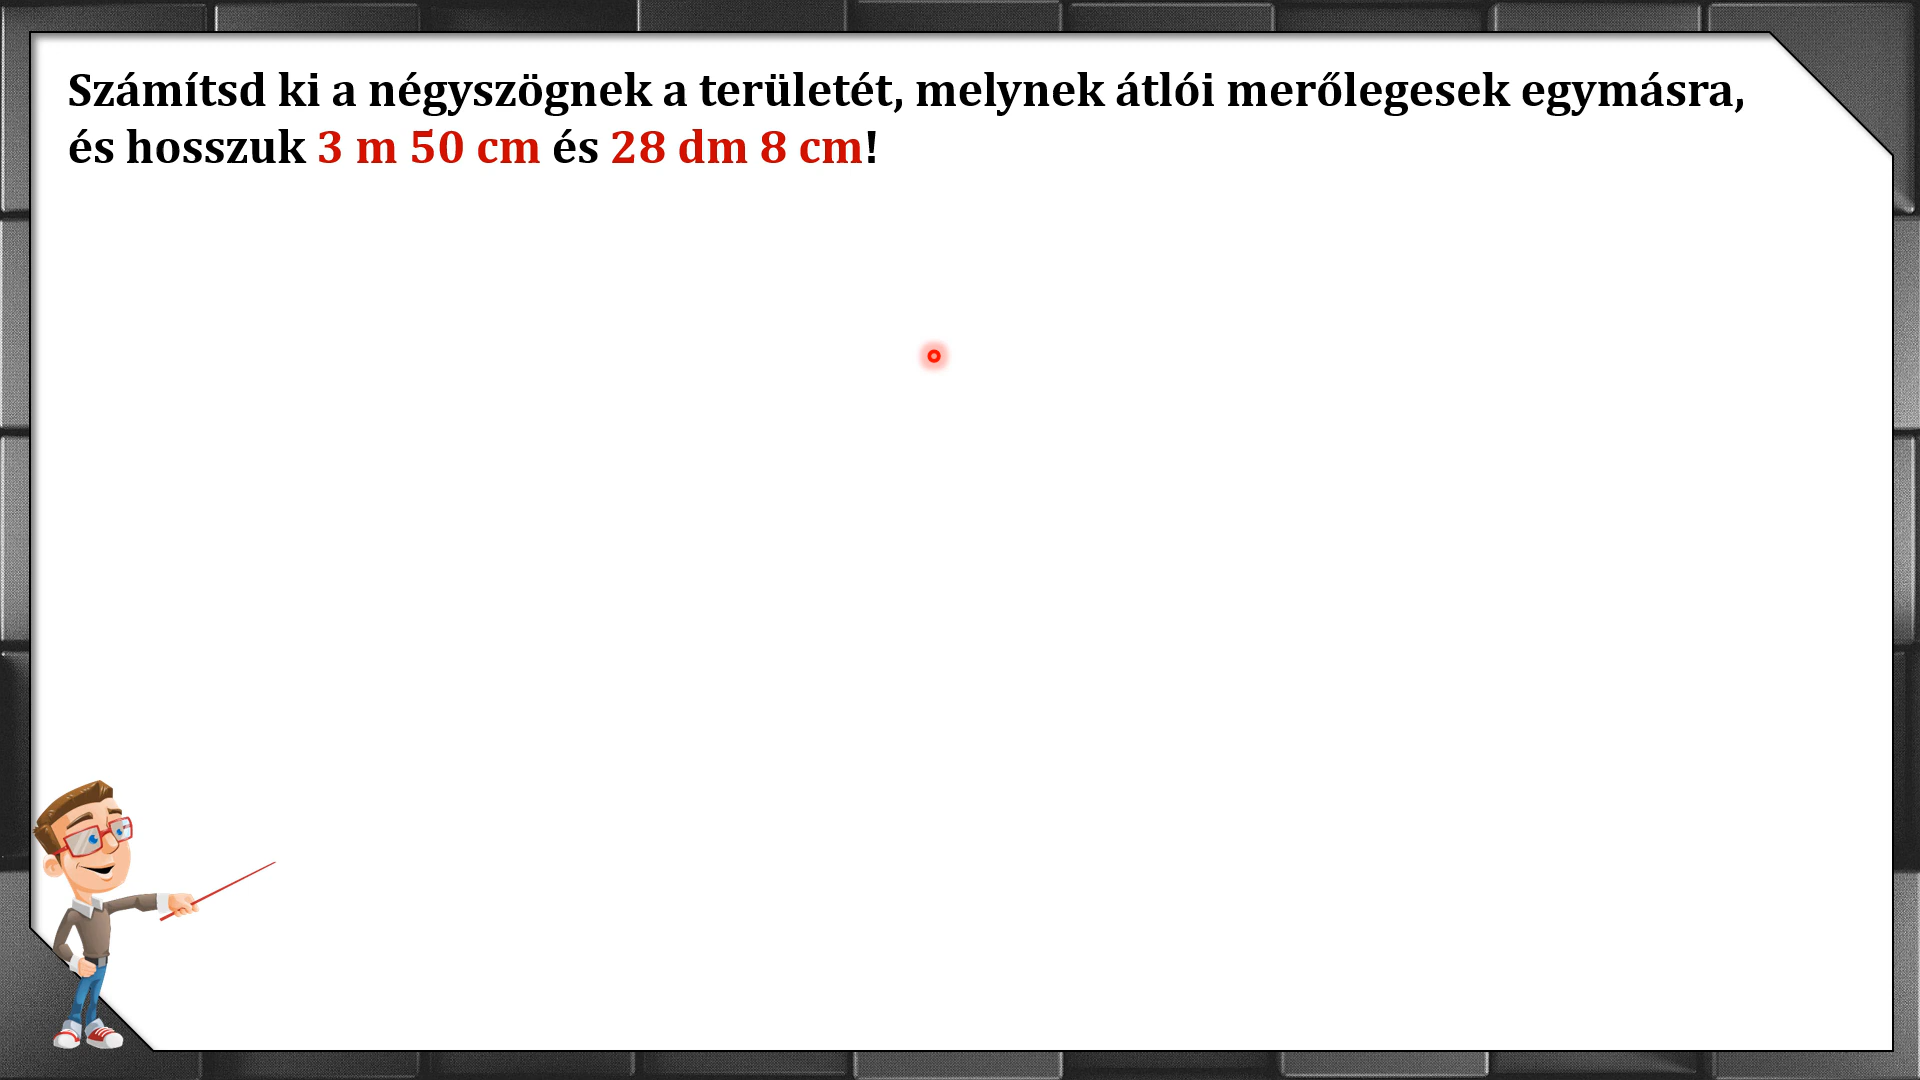 Számítsd ki a négyszögnek a területét, melynek átlói merőlegesek egymásra,
és hosszuk 3 m 50 cm és 28 dm 8 cm!